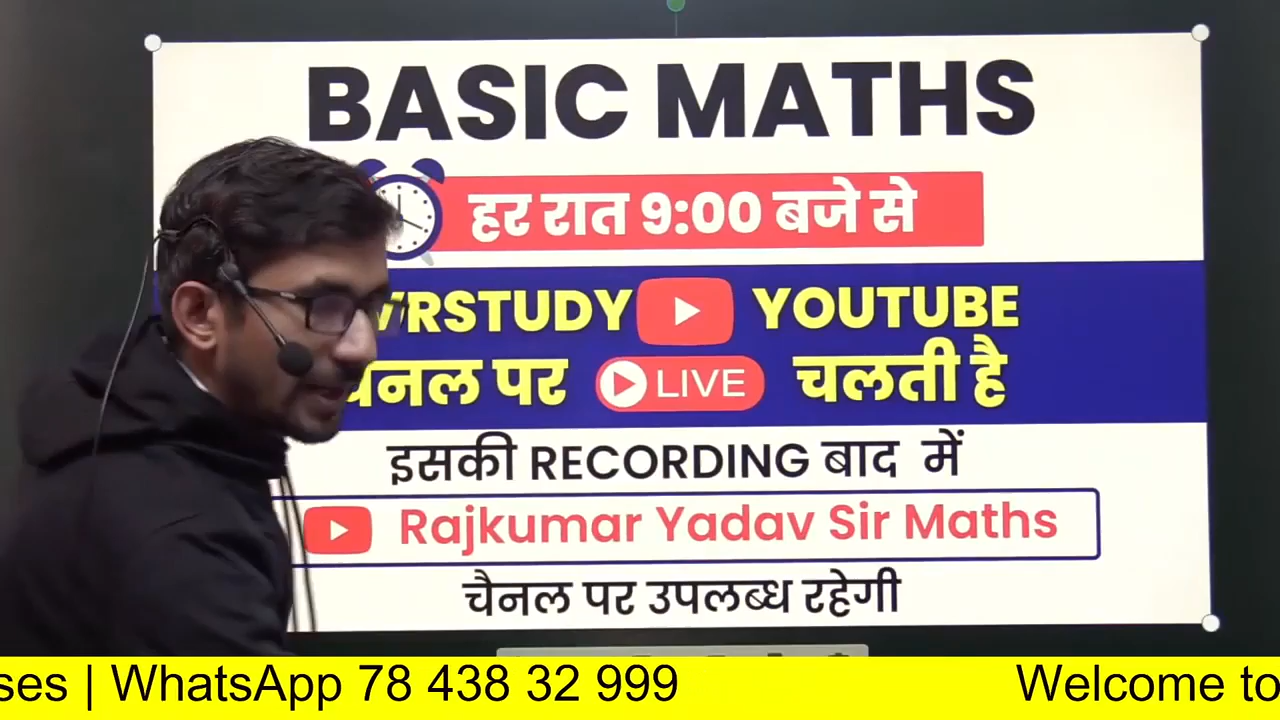 BASIC MATHS
हर रात 9:00 बजे से
YOUTUBE
पर LIVE चलती है
इसकी RECORDING बाद में
Rajkumar Yadav Sir Maths
चैनल पर उपलब्ध रहेगी
| WhatsApp 78 438 32 999 Welcome to